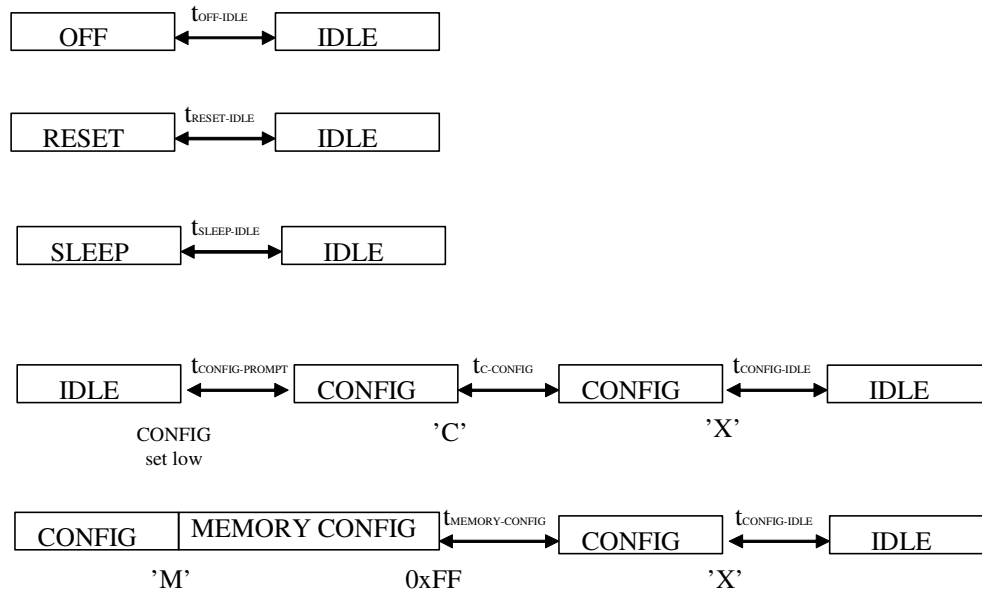 tOFF-IDLE
OFF IDLE
tRESET-IDLE
RESET IDLE
tSLEEP-IDLE
SLEEP IDLE
tCONFIG-PROMPT tC-CONFIG tCONFIG-IDLE
IDLE CONFIG CONFIG IDLE
CONFIG
set low
’C’ ’X’
tMEMORY-CONFIG tCONFIG-IDLE
CONFIG MEMORY CONFIG CONFIG IDLE
’M’ 0xFF ’X’